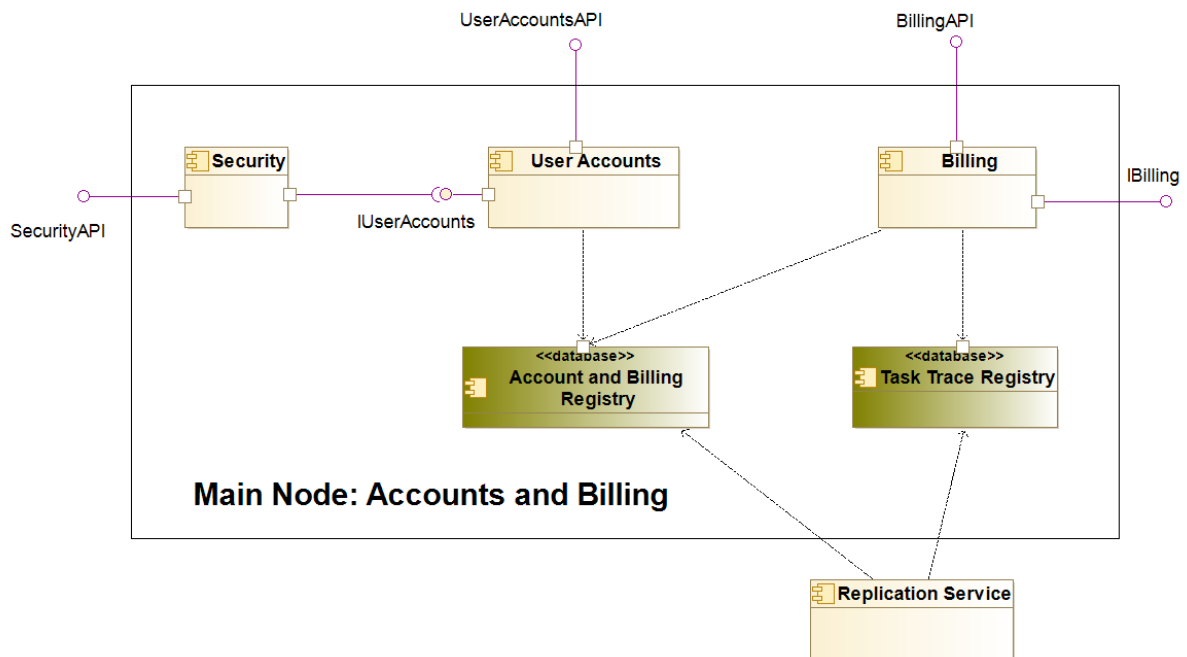 UserAccountsAPI
BillingAPI
Security
User Accounts
Billing
IBilling
SecurityAPI
IUserAccounts
<<database>>
Account and Billing
Registry
<<database>>
Task Trace Registry
Main Node: Accounts and Billing
Replication Service